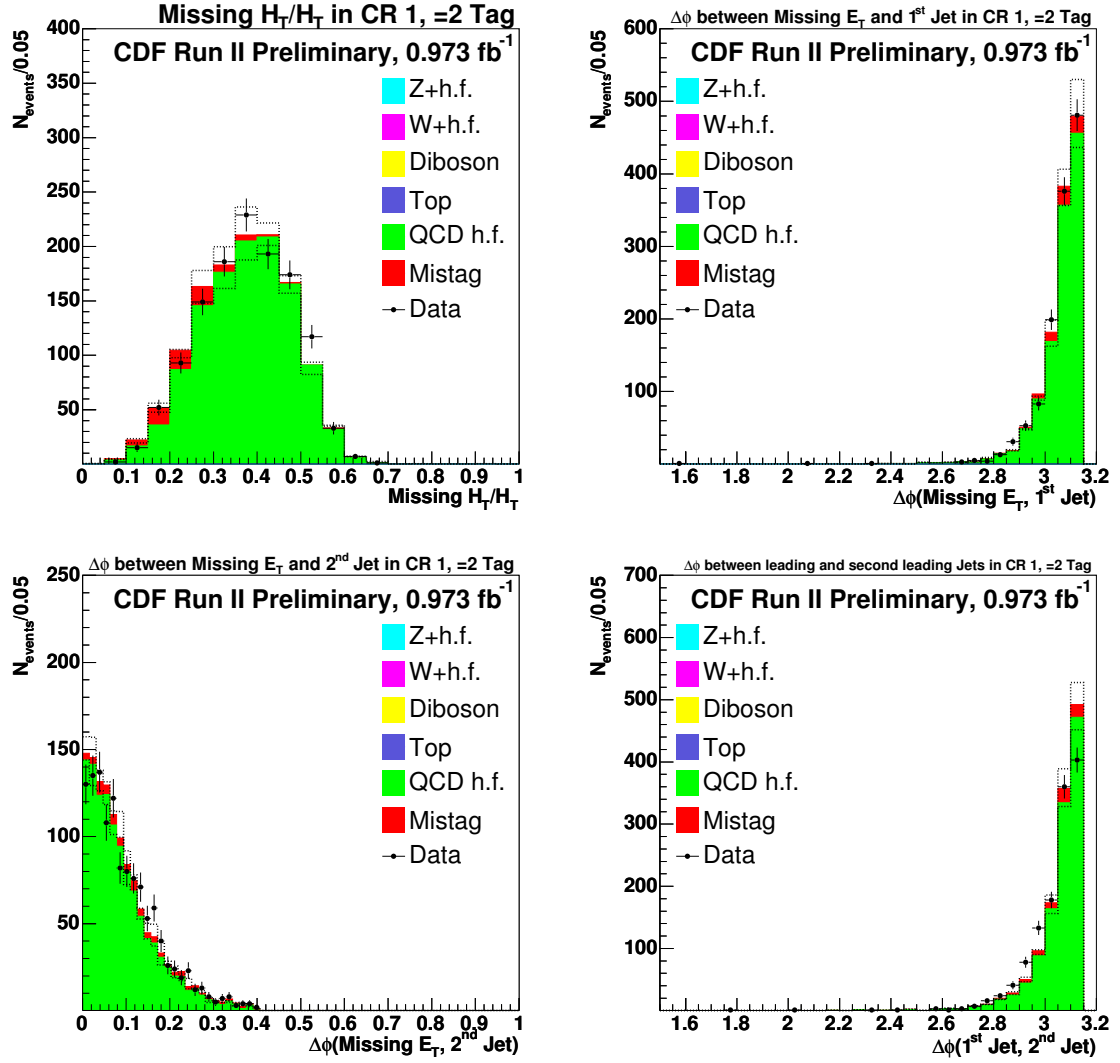 Missing H_T/H_T in CR 1, =2 Tag
N_events/0.05
400
350
300
250
200
150
100
50
CDF Run II Preliminary, 0.973 fb^-1
Z+h.f.
W+h.f.
Diboson
Top
QCD h.f.
Mistag
Data
0 0.1 0.2 0.3 0.4 0.5 0.6 0.7 0.8 0.9 1
Missing H_T/H_T
Δϕ between Missing E_T and 1^st Jet in CR 1, =2 Tag
N_events/0.05
600
500
400
300
200
100
CDF Run II Preliminary, 0.973 fb^-1
Z+h.f.
W+h.f.
Diboson
Top
QCD h.f.
Mistag
Data
1.6 1.8 2 2.2 2.4 2.6 2.8 3 3.2
Δϕ(Missing E_T, 1^st Jet)
Δϕ between Missing E_T and 2^nd Jet in CR 1, =2 Tag
N_events/0.05
250
200
150
100
50
CDF Run II Preliminary, 0.973 fb^-1
Z+h.f.
W+h.f.
Diboson
Top
QCD h.f.
Mistag
Data
0 0.1 0.2 0.3 0.4 0.5 0.6 0.7 0.8 0.9 1
Δϕ(Missing E_T, 2^nd Jet)
Δϕ between leading and second leading Jets in CR 1, =2 Tag
N_events/0.05
700
600
500
400
300
200
100
CDF Run II Preliminary, 0.973 fb^-1
Z+h.f.
W+h.f.
Diboson
Top
QCD h.f.
Mistag
Data
1.6 1.8 2 2.2 2.4 2.6 2.8 3 3.2
Δϕ(1^st Jet, 2^nd Jet)